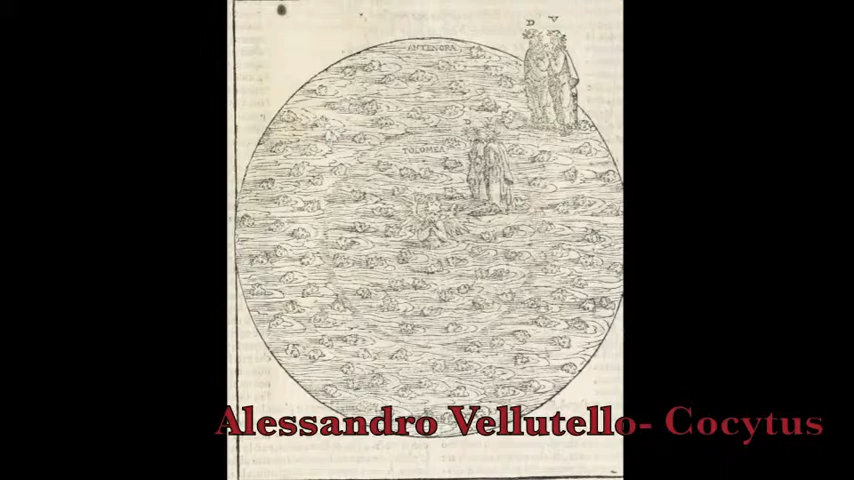 D V
ANTENORA
D
TOLOMEA
Alessandro Vellutello- Cocytus